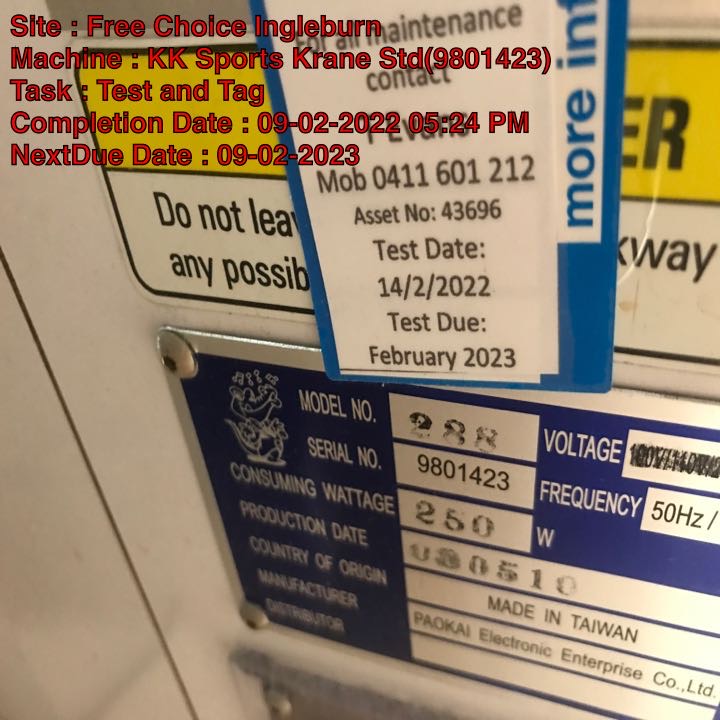 Site : Free Choice Ingleburn
Machine : KK Sports Krane Std(9801423)
Task : Test and Tag
Completion Date : 09-02-2022 05:24 PM
NextDue Date : 09-02-2023
For all maintenance
contact
P Evans
Mob 0411 601 212
Asset No: 43696
Test Date:
14/2/2022
Test Due:
February 2023
more inf
ER
Do not lea
any possib
kway
MODEL NO. 288
SERIAL NO. 9801423
CONSUMING WATTAGE 250 W
PRODUCTION DATE
COUNTRY OF ORIGIN MADE IN TAIWAN
MANUFACTURER PAOKAI Electronic Enterprise Co.,Ltd.
DISTRIBUTOR
VOLTAGE
FREQUENCY 50Hz /